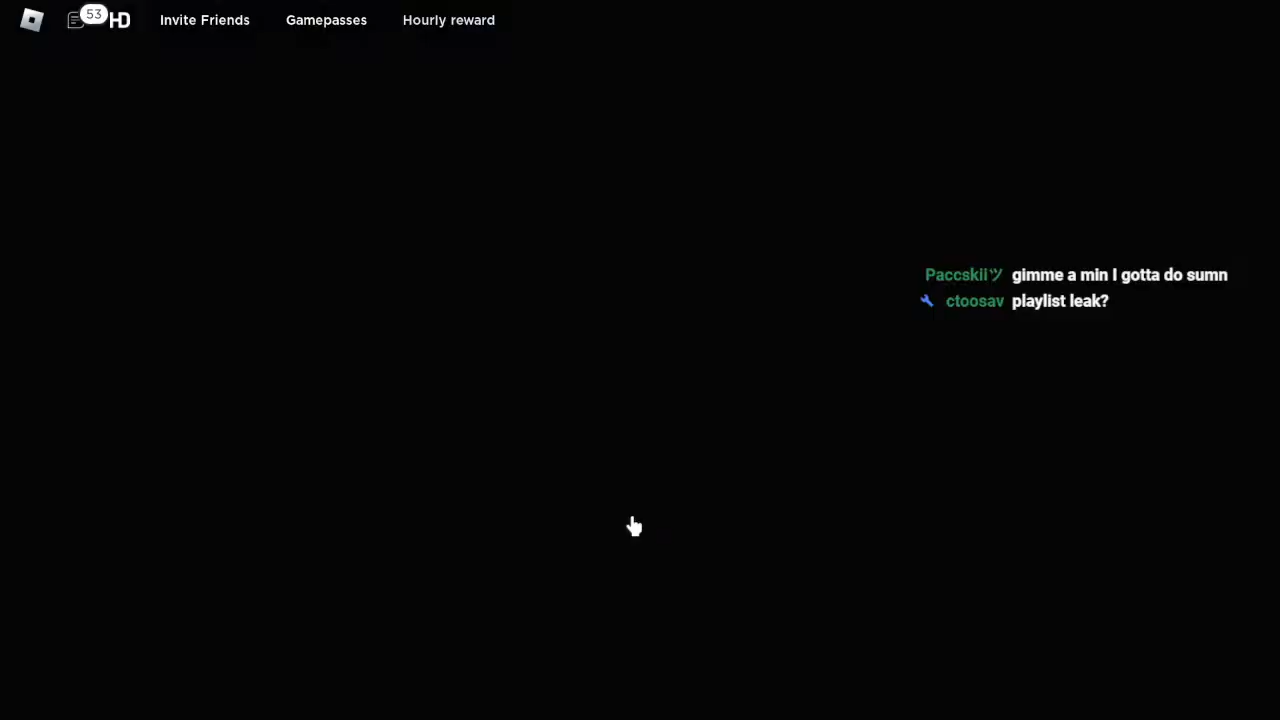 53 HD Invite Friends Gamepasses Hourly reward
Paccskiiツ gimme a min I gotta do sumn
ctoosav playlist leak?